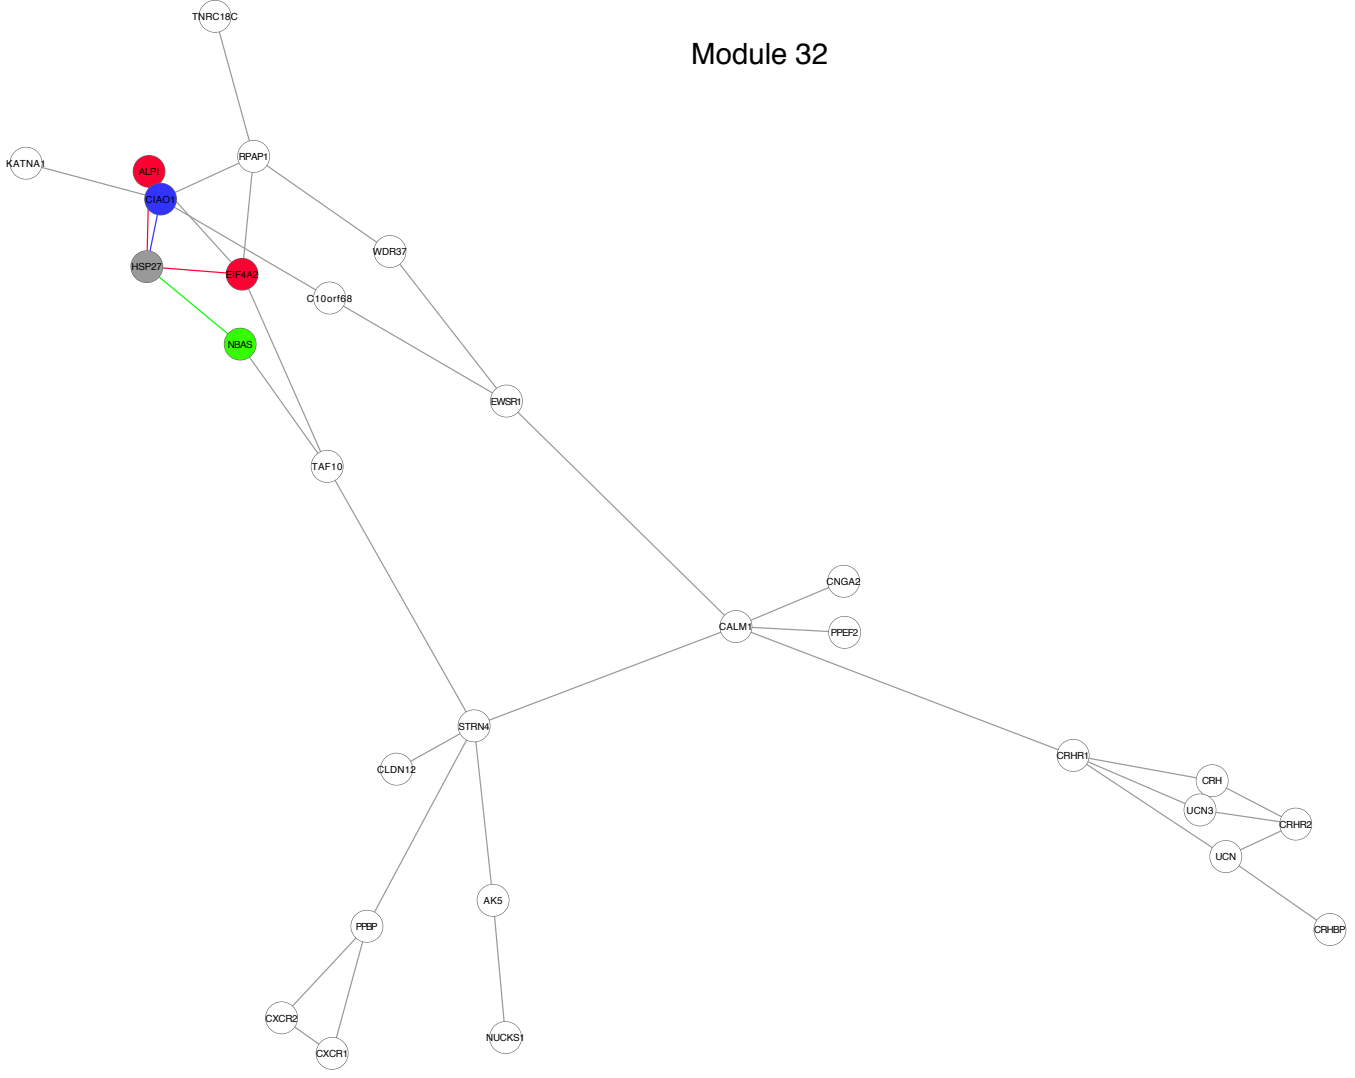 TNRC18C
Module 32
RPAP1
KATNA1
ALPI
CIAO1
WDR37
HSP27
EIF4A2
C10orf68
NBAS
EWSR1
TAF10
CNGA2
CALM1
PPEF2
STRN4
CRHR1
CLDN12
CRH
UCN3
CRHR2
UCN
AK5
PPBP
CRHBP
CXCR2
NUCKS1
CXCR1